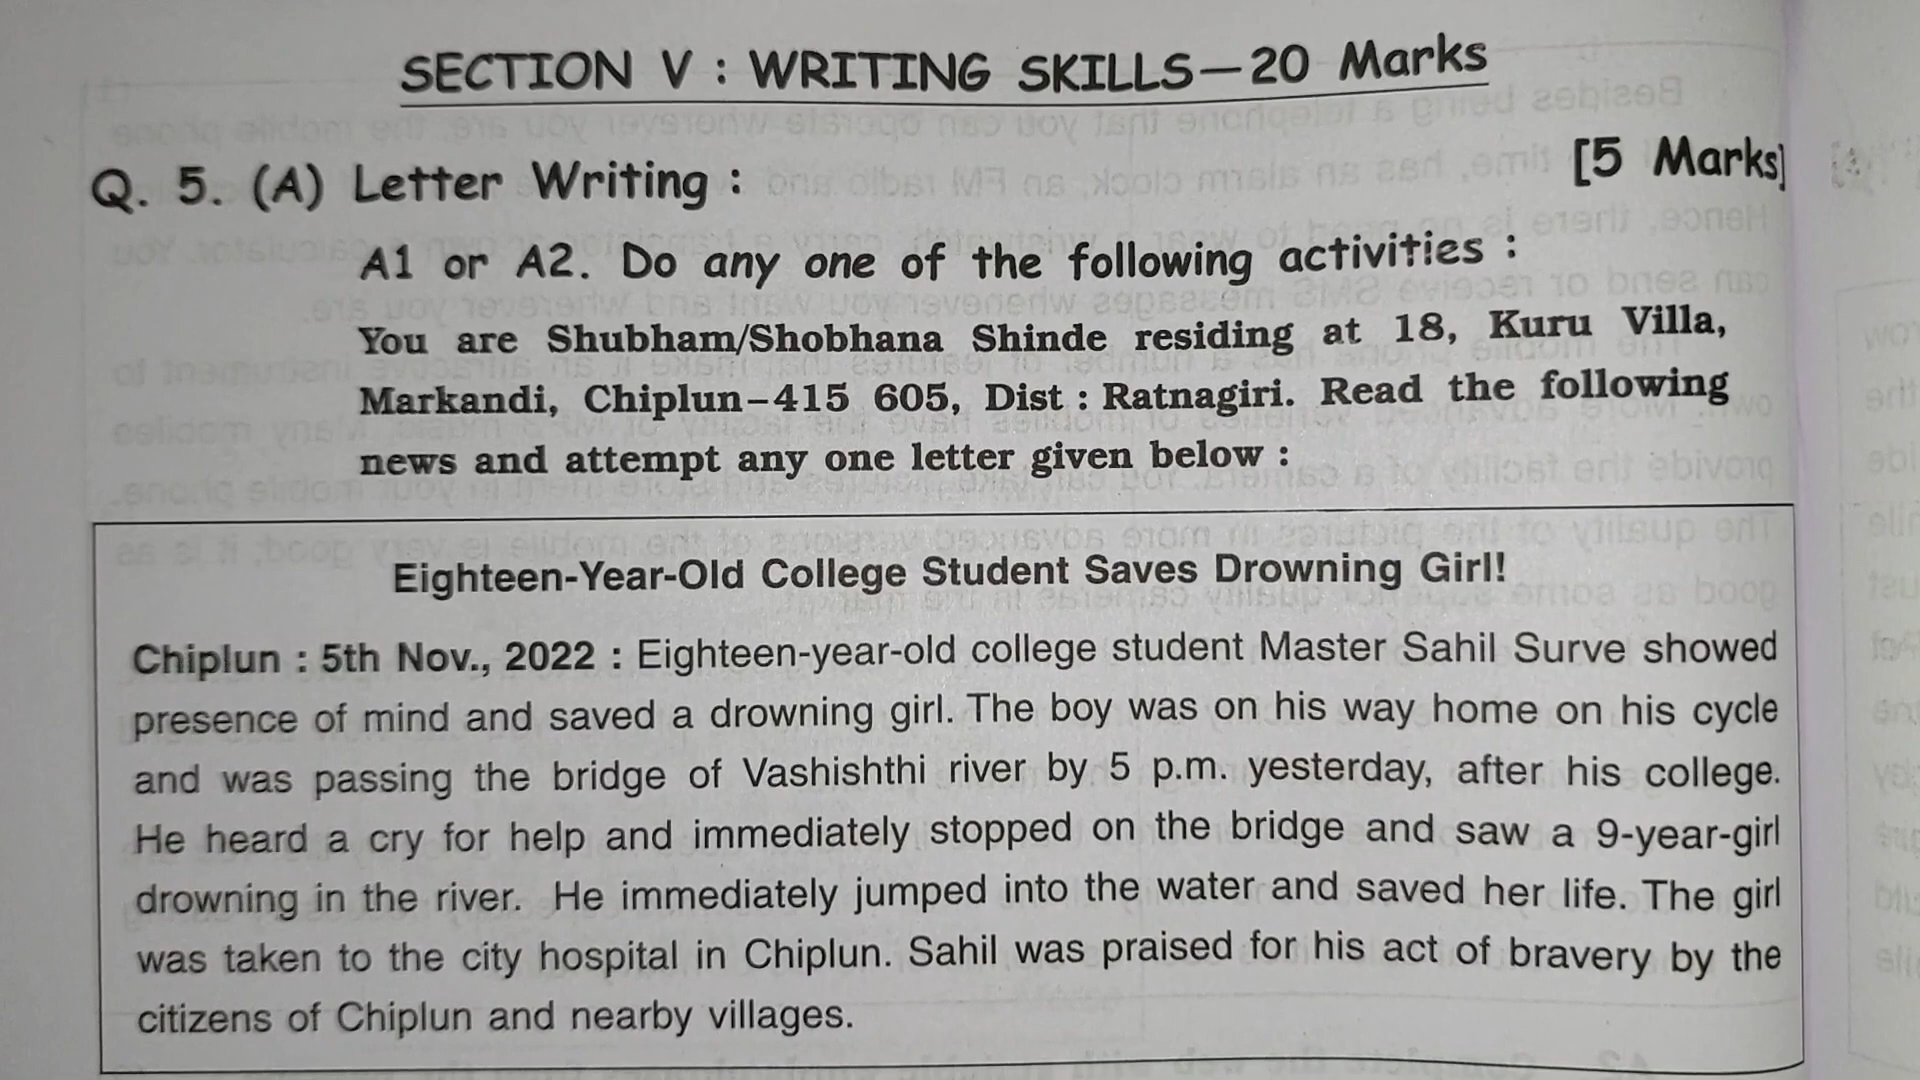 SECTION V : WRITING SKILLS—20 Marks
Q. 5. (A) Letter Writing : [5 Marks]
A1 or A2. Do any one of the following activities :
You are Shubham/Shobhana Shinde residing at 18, Kuru Villa,
Markandi, Chiplun–415 605, Dist : Ratnagiri. Read the following
news and attempt any one letter given below :
Eighteen-Year-Old College Student Saves Drowning Girl!
Chiplun : 5th Nov., 2022 : Eighteen-year-old college student Master Sahil Surve showed
presence of mind and saved a drowning girl. The boy was on his way home on his cycle
and was passing the bridge of Vashishthi river by 5 p.m. yesterday, after his college.
He heard a cry for help and immediately stopped on the bridge and saw a 9-year-girl
drowning in the river. He immediately jumped into the water and saved her life. The girl
was taken to the city hospital in Chiplun. Sahil was praised for his act of bravery by the
citizens of Chiplun and nearby villages.